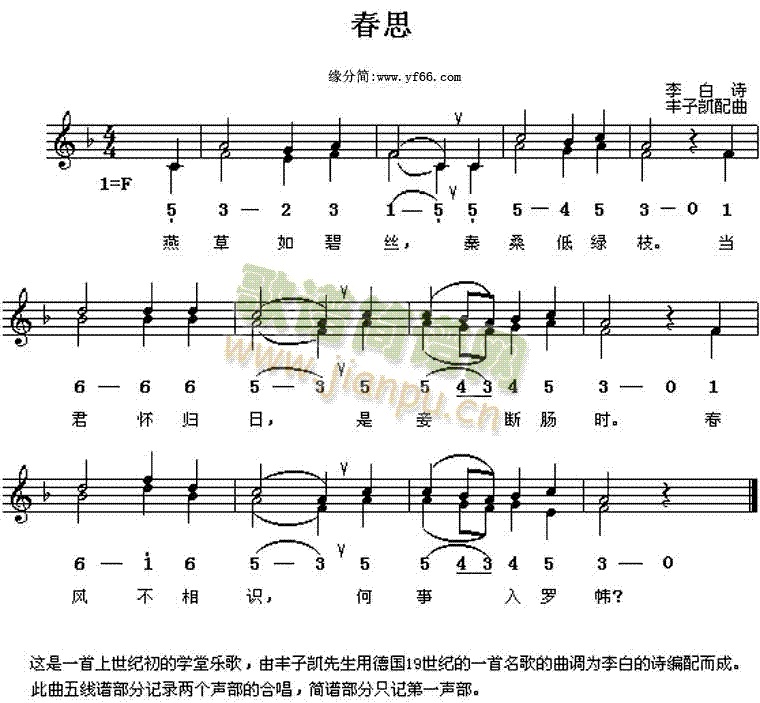 春思
缘分简:www.yf66.com
李白诗
丰子凯配曲
1=F
5 3 — 2 3 1 — 5 5 5 — 4 5 3 — 0 1
燕草如碧丝，秦桑低绿枝。当
6 — 6 6 5 — 3 5 5 4 3 4 5 3 — 0 1
君怀归日，是妾断肠时。春
6 — 1 6 5 — 3 5 5 4 3 4 5 3 — 0
风不相识，何事入罗帏？
歌谱简谱网
www.jianpu.cn
这是一首上世纪初的学堂乐歌，由丰子凯先生用德国19世纪的一首名歌的曲调为李白的诗编配而成。
此曲五线谱部分记录两个声部的合唱，简谱部分只记第一声部。